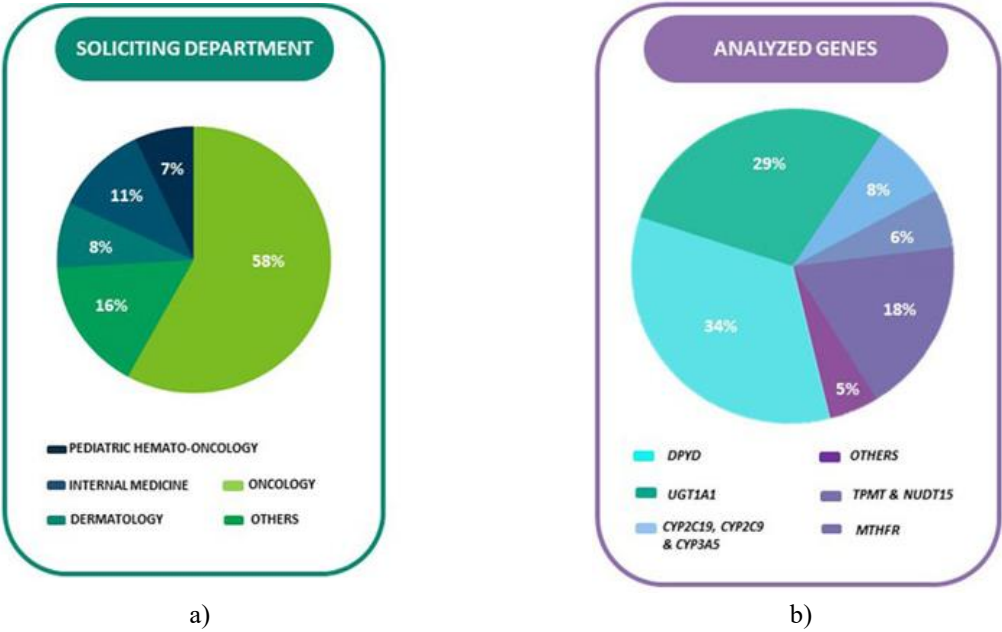 SOLICITING DEPARTMENT
7%
11%
8%
58%
16%
PEDIATRIC HEMATO-ONCOLOGY
INTERNAL MEDICINE
ONCOLOGY
DERMATOLOGY
OTHERS
a)
ANALYZED GENES
29%
8%
6%
18%
34%
5%
DPYD
OTHERS
UGT1A1
TPMT & NUDT15
CYP2C19, CYP2C9
& CYP3A5
MTHFR
b)